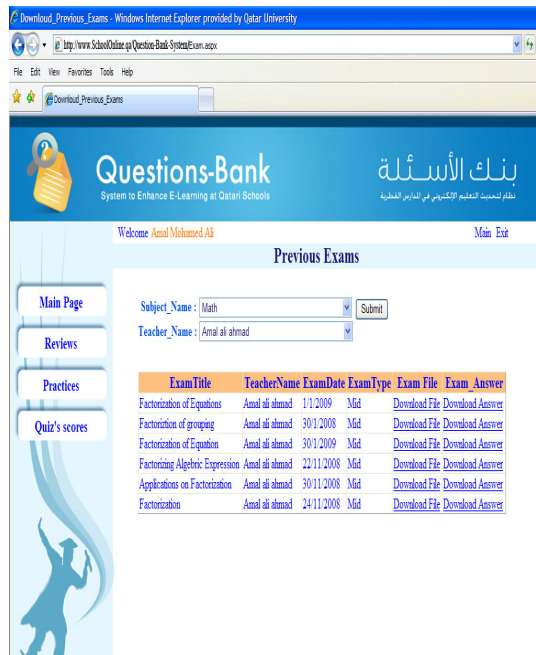 Downloud_Previous_Exams - Windows Internet Explorer provided by Qatar University
http://www.SchoolOnline.qa/Question-Bank-System/Exam.aspx
File Edit View Favorites Tools Help
Downloud_Previous_Exams
Questions-Bank
System to Enhance E-Learning at Qatari Schools
بنك الأسئلة
نظام لتحديث التعليم الإلكتروني في المدارس القطرية
Welcome Amal Mohamed Ali
Main Exit
Previous Exams
Main Page
Reviews
Practices
Quiz's scores
Subject_Name : Math Submit
Teacher_Name : Amal ali ahmad
ExamTitle TeacherName ExamDate ExamType Exam File Exam_Answer
Factorization of Equations Amal ali ahmad 1/1/2009 Mid Download File Download Answer
Factoriztion of grouping Amal ali ahmad 30/1/2008 Mid Download File Download Answer
Factorization of Equation Amal ali ahmad 30/1/2009 Mid Download File Download Answer
Factorizing Algebric Expression Amal ali ahmad 22/11/2008 Mid Download File Download Answer
Applications on Factorization Amal ali ahmad 30/11/2008 Mid Download File Download Answer
Factorization Amal ali ahmad 24/11/2008 Mid Download File Download Answer